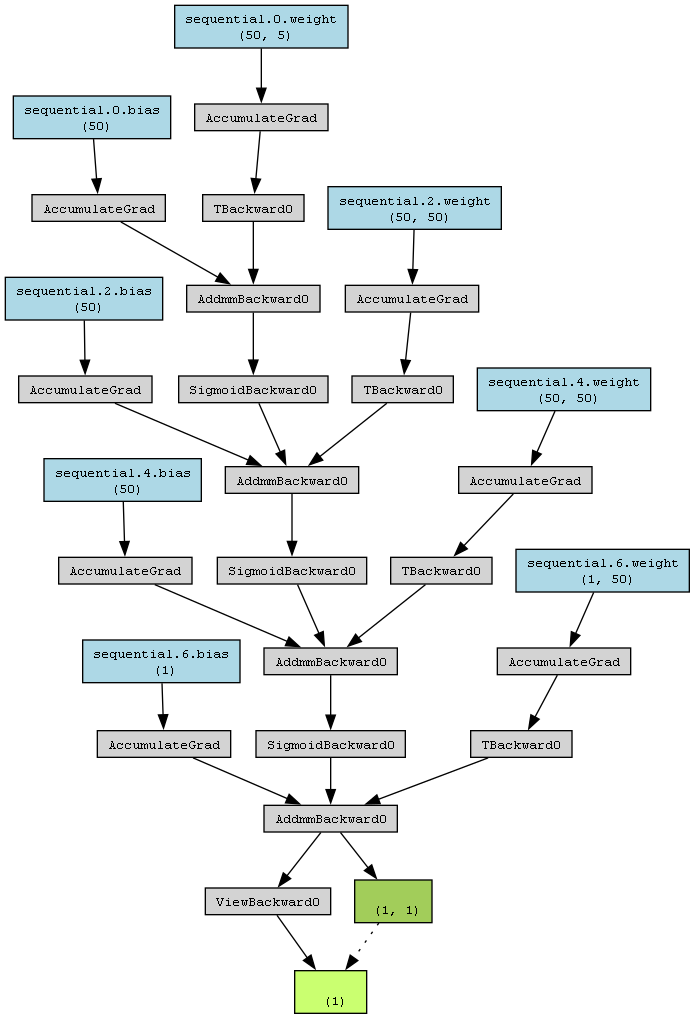 sequential.0.weight
(50, 5)
sequential.0.bias
(50)
AccumulateGrad
AccumulateGrad
TBackward0
sequential.2.weight
(50, 50)
sequential.2.bias
(50)
AddmmBackward0
AccumulateGrad
AccumulateGrad
SigmoidBackward0
TBackward0
sequential.4.weight
(50, 50)
sequential.4.bias
(50)
AddmmBackward0
AccumulateGrad
AccumulateGrad
SigmoidBackward0
TBackward0
sequential.6.weight
(1, 50)
sequential.6.bias
(1)
AddmmBackward0
AccumulateGrad
AccumulateGrad
SigmoidBackward0
TBackward0
AddmmBackward0
ViewBackward0
(1, 1)
(1)